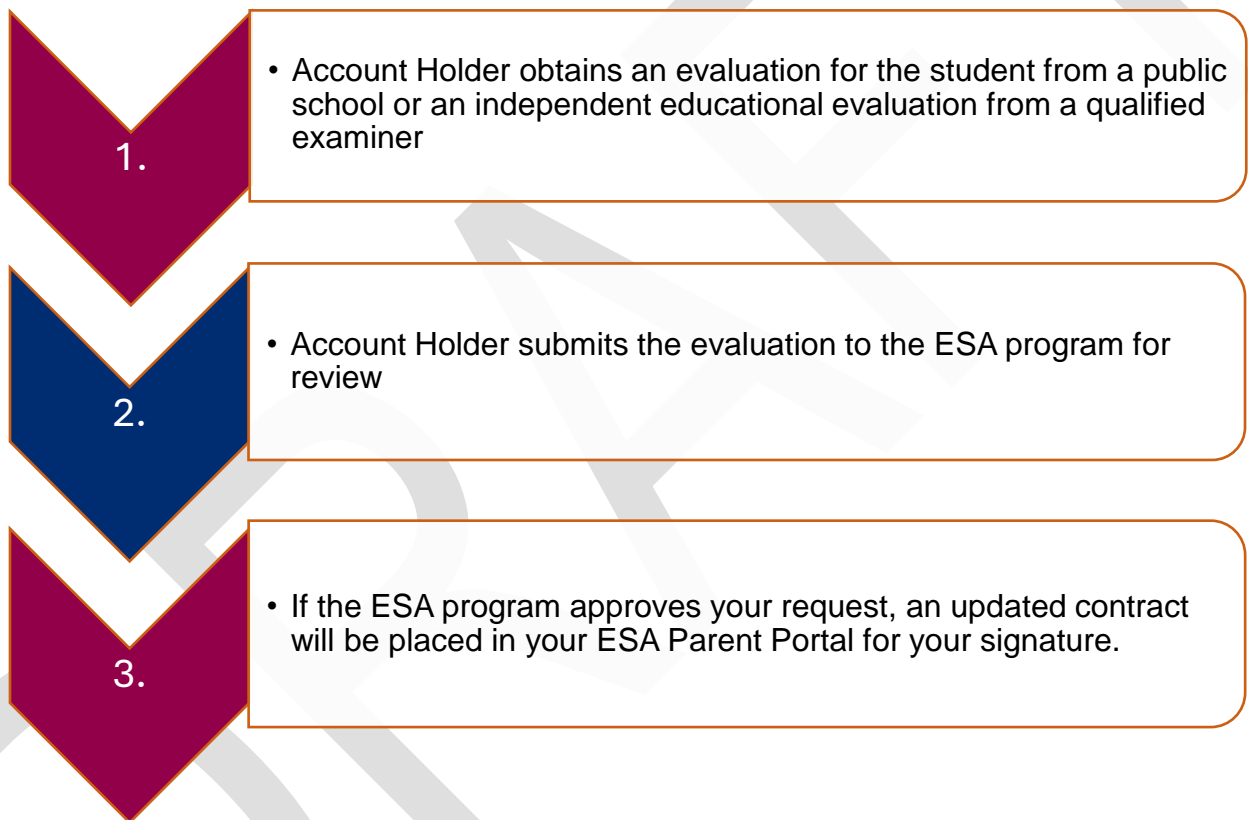 1.
• Account Holder obtains an evaluation for the student from a public
school or an independent educational evaluation from a qualified
examiner
2.
• Account Holder submits the evaluation to the ESA program for
review
3.
• If the ESA program approves your request, an updated contract
will be placed in your ESA Parent Portal for your signature.
DRAFT